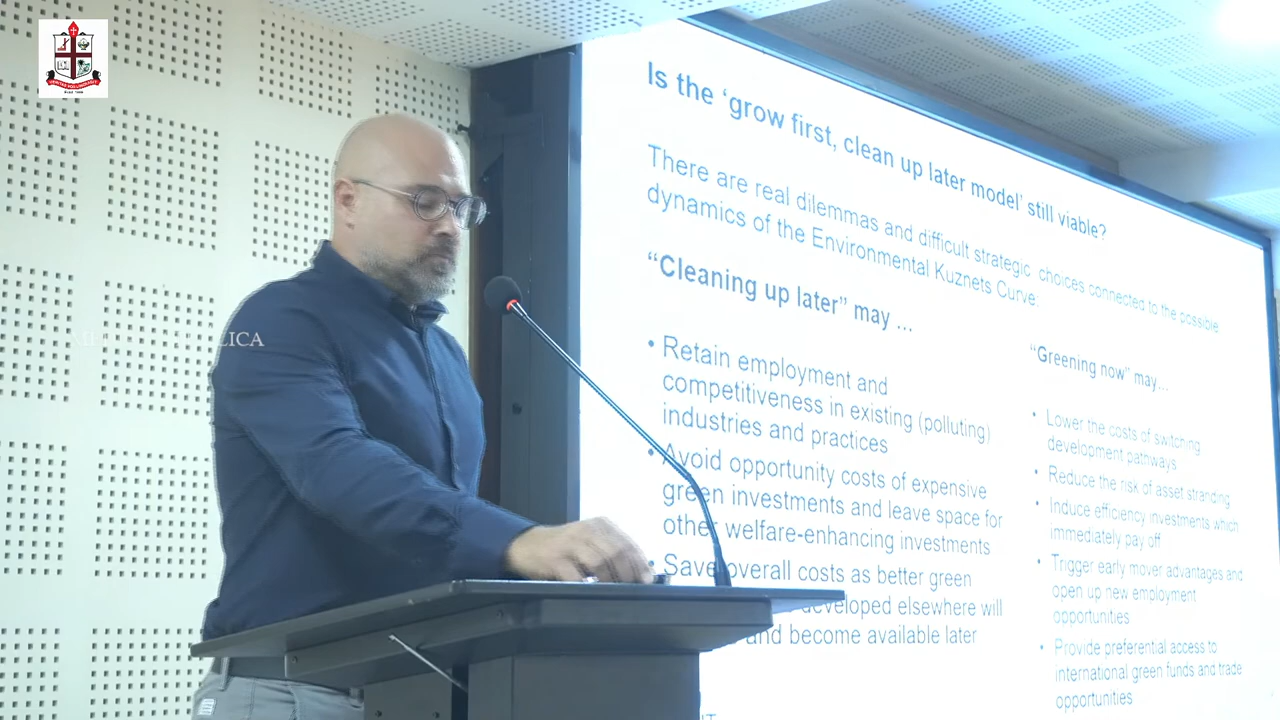 Is the ‘grow first, clean up later model’ still viable?
There are real dilemmas and difficult strategic choices connected to the possible
dynamics of the Environmental Kuznets Curve:
“Cleaning up later” may ...
• Retain employment and
competitiveness in existing (polluting)
industries and practices
• Avoid opportunity costs of expensive
green investments and leave space for
other welfare-enhancing investments
• Save overall costs as better green
developed elsewhere will
and become available later
“Greening now” may...
• Lower the costs of switching
development pathways
• Reduce the risk of asset stranding
• Induce efficiency investments which
immediately pay off
• Trigger early mover advantages and
open up new employment
opportunities
• Provide preferential access to
international green funds and trade
opportunities